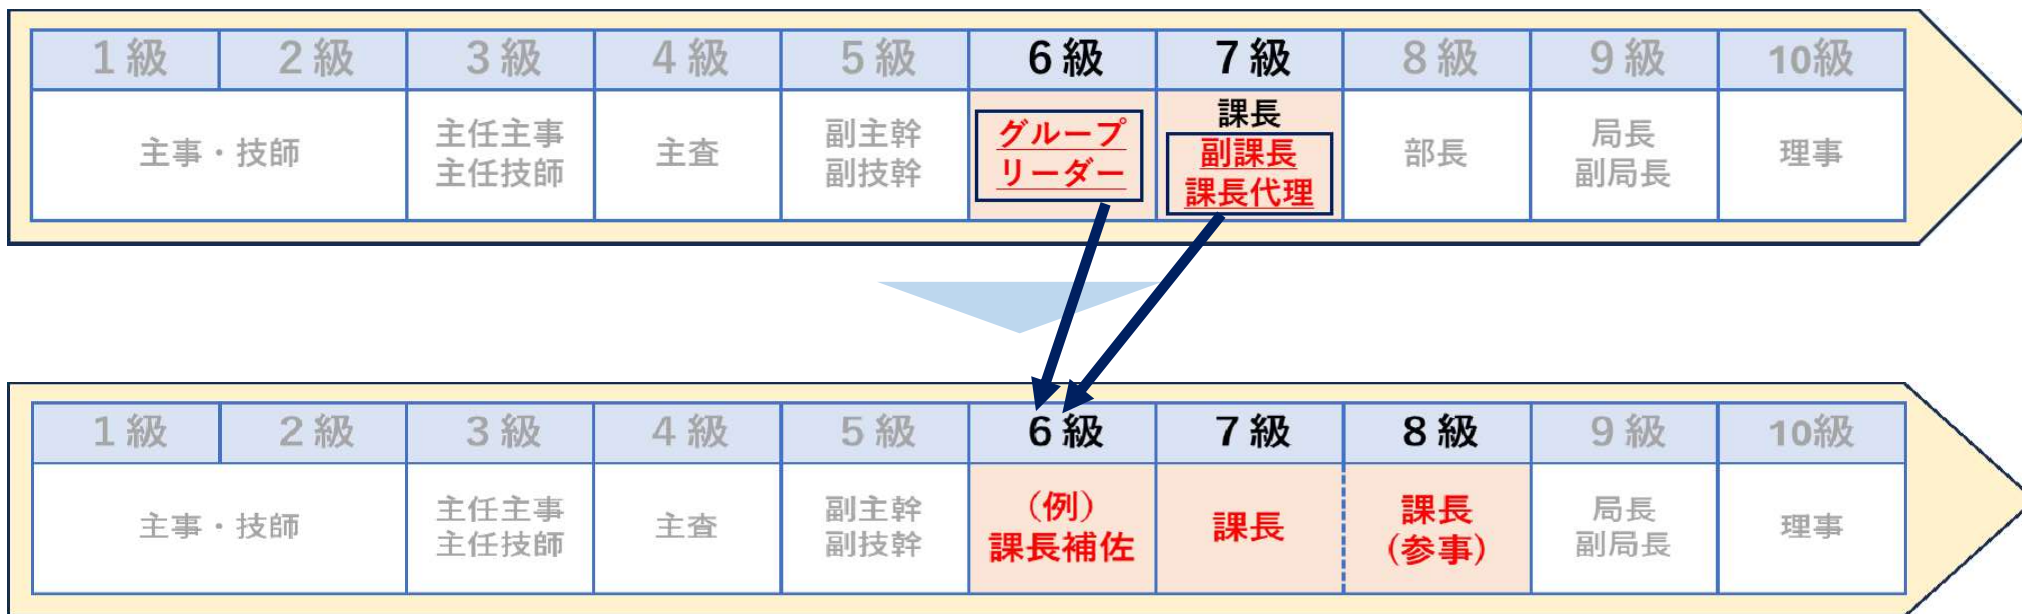 1級 2級 3級 4級 5級 6級 7級 8級 9級 10級
主事・技師
主任主事
主任技師
主査
副主幹
副技幹
グループ
リーダー
課長
副課長
課長代理
部長
局長
副局長
理事
1級 2級 3級 4級 5級 6級 7級 8級 9級 10級
主事・技師
主任主事
主任技師
主査
副主幹
副技幹
(例)
課長補佐
課長
課長
(参事)
局長
副局長
理事